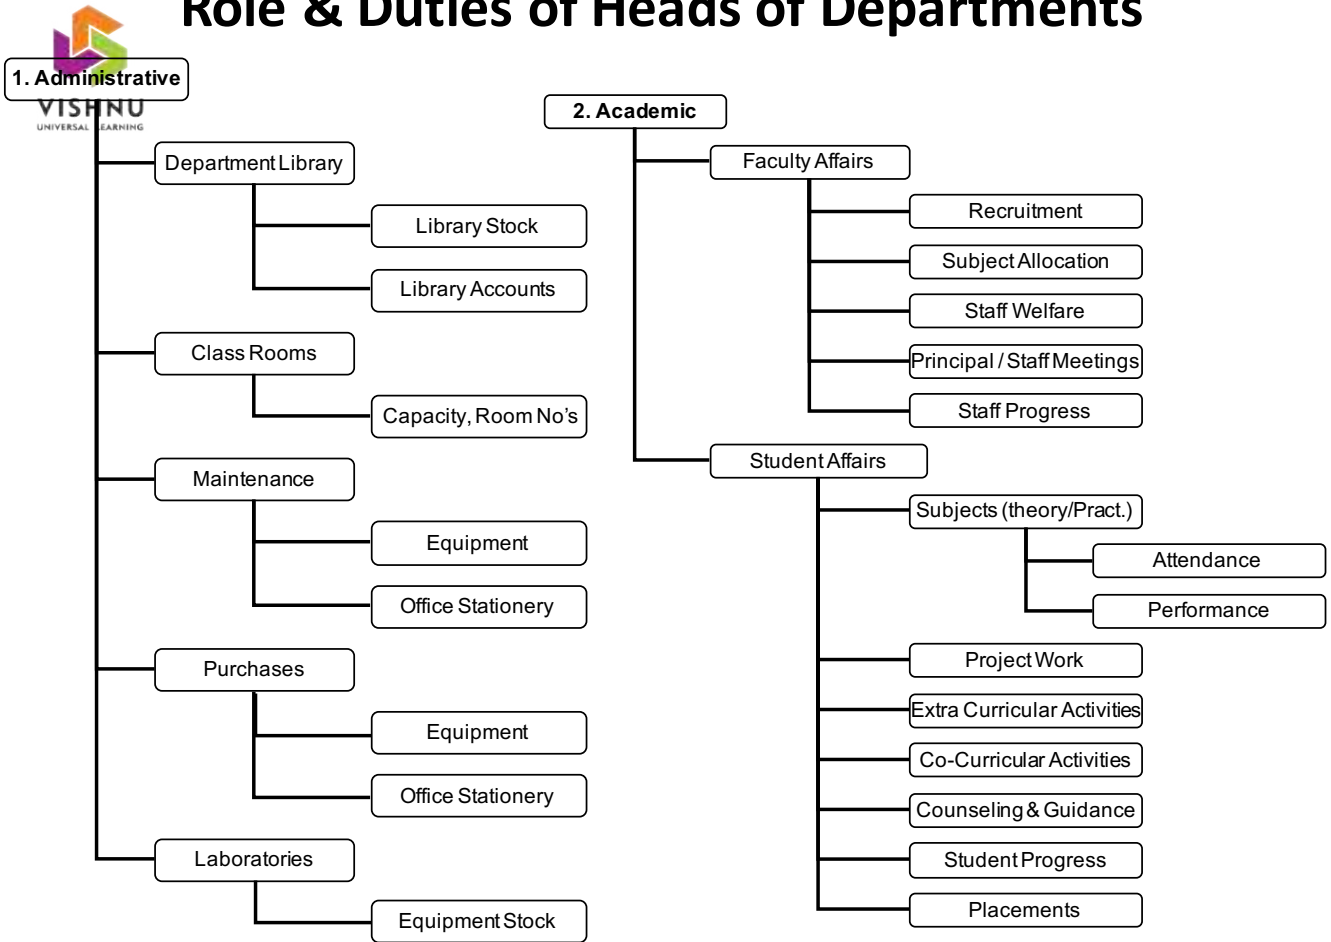 Role & Duties of Heads of Departments
1. Administrative
VISHNU
UNIVERSAL LEARNING
Department Library
Library Stock
Library Accounts
Class Rooms
Capacity, Room No's
Maintenance
Equipment
Office Stationery
Purchases
Equipment
Office Stationery
Laboratories
Equipment Stock
2. Academic
Faculty Affairs
Recruitment
Subject Allocation
Staff Welfare
Principal / Staff Meetings
Staff Progress
Student Affairs
Subjects (theory/Pract.)
Attendance
Performance
Project Work
Extra Curricular Activities
Co-Curricular Activities
Counseling & Guidance
Student Progress
Placements